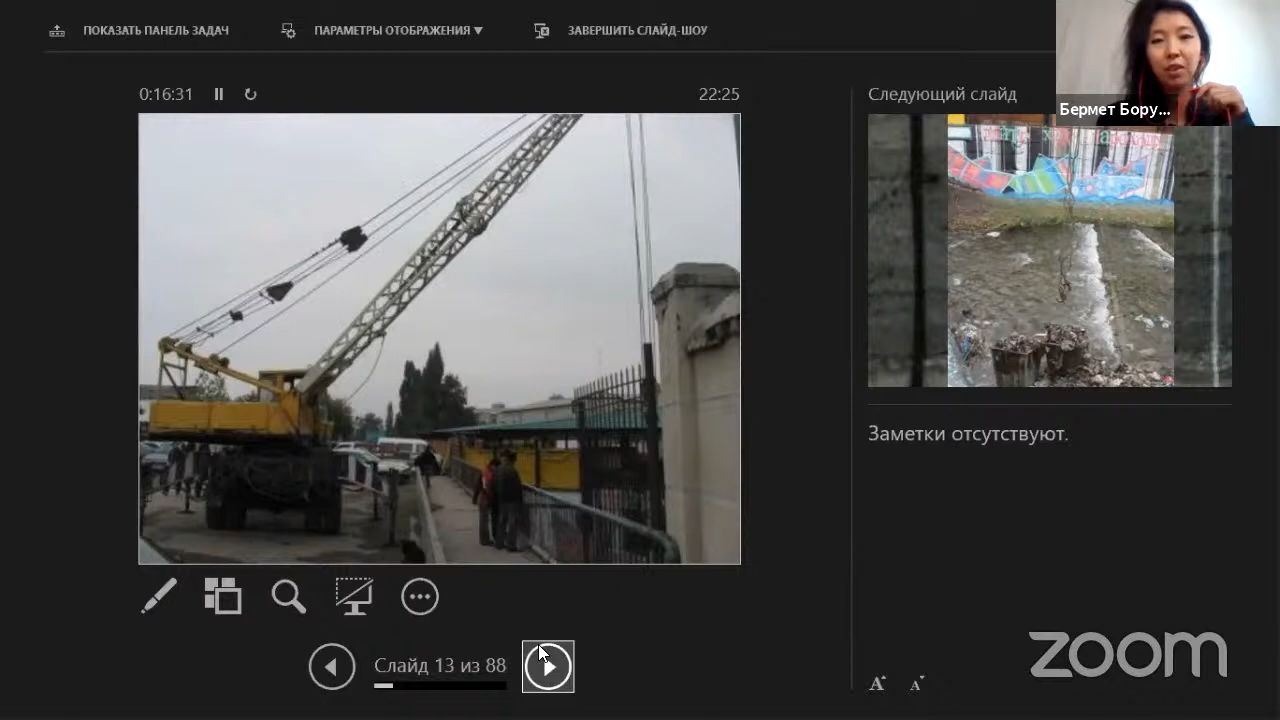 ПОКАЗАТЬ ПАНЕЛЬ ЗАДАЧ
ПАРАМЕТРЫ ОТОБРАЖЕНИЯ ▼
ЗАВЕРШИТЬ СЛАЙД-ШОУ
0:16:31
22:25
Следующий слайд
Бермет Бору...
Заметки отсутствуют.
Слайд 13 из 88
A A
zoom